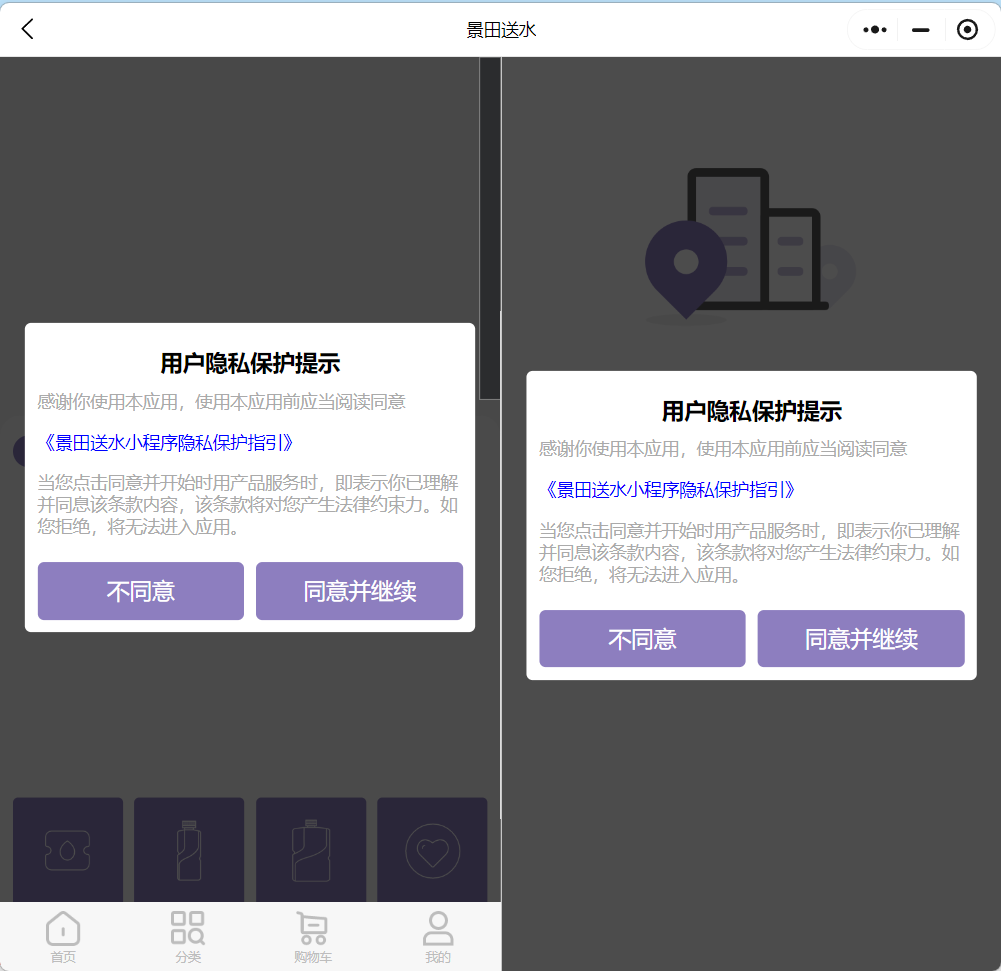 景田送水
用户隐私保护提示
感谢你使用本应用，使用本应用前应当阅读同意
《景田送水小程序隐私保护指引》
当您点击同意并开始时用产品服务时，即表示你已理解
并同息该条款内容，该条款将对您产生法律约束力。如
您拒绝，将无法进入应用。
不同意
同意并继续
首页
分类
购物车
我的
用户隐私保护提示
感谢你使用本应用，使用本应用前应当阅读同意
《景田送水小程序隐私保护指引》
当您点击同意并开始时用产品服务时，即表示你已理解
并同息该条款内容，该条款将对您产生法律约束力。如
您拒绝，将无法进入应用。
不同意
同意并继续